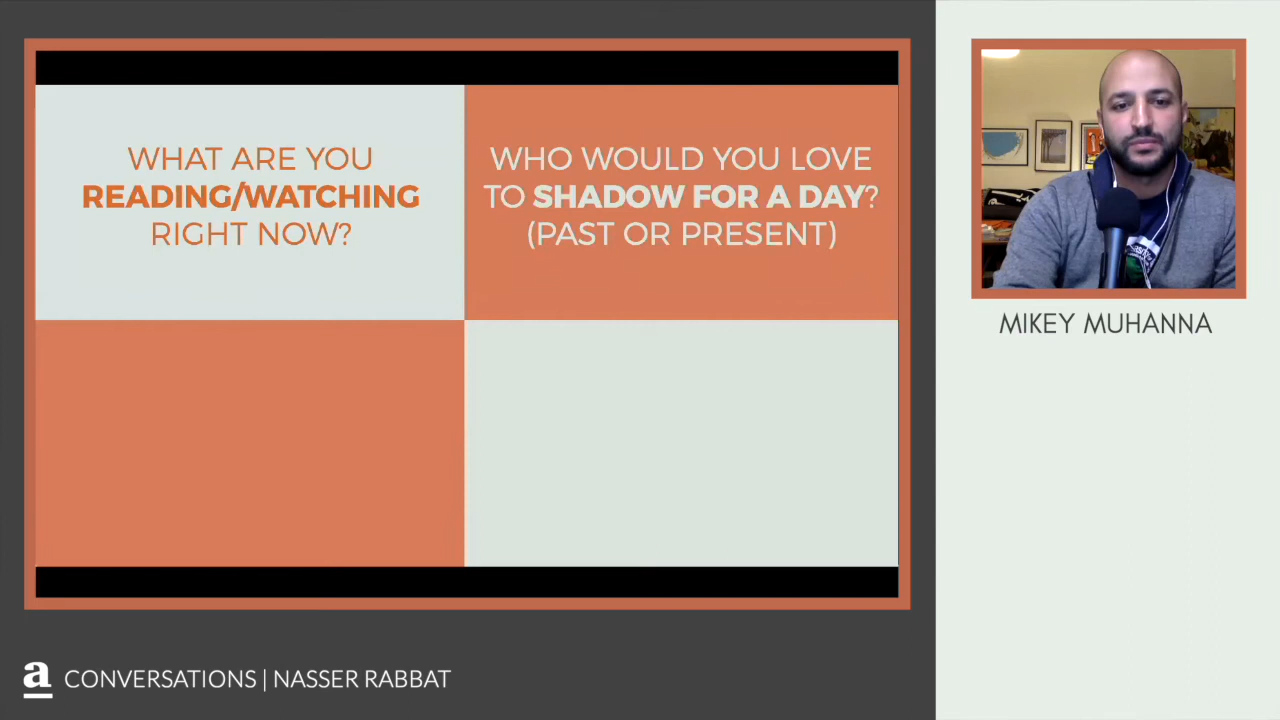 WHAT ARE YOU
READING/WATCHING
RIGHT NOW?
WHO WOULD YOU LOVE
TO SHADOW FOR A DAY?
(PAST OR PRESENT)
MIKEY MUHANNA
a CONVERSATIONS | NASSER RABBAT